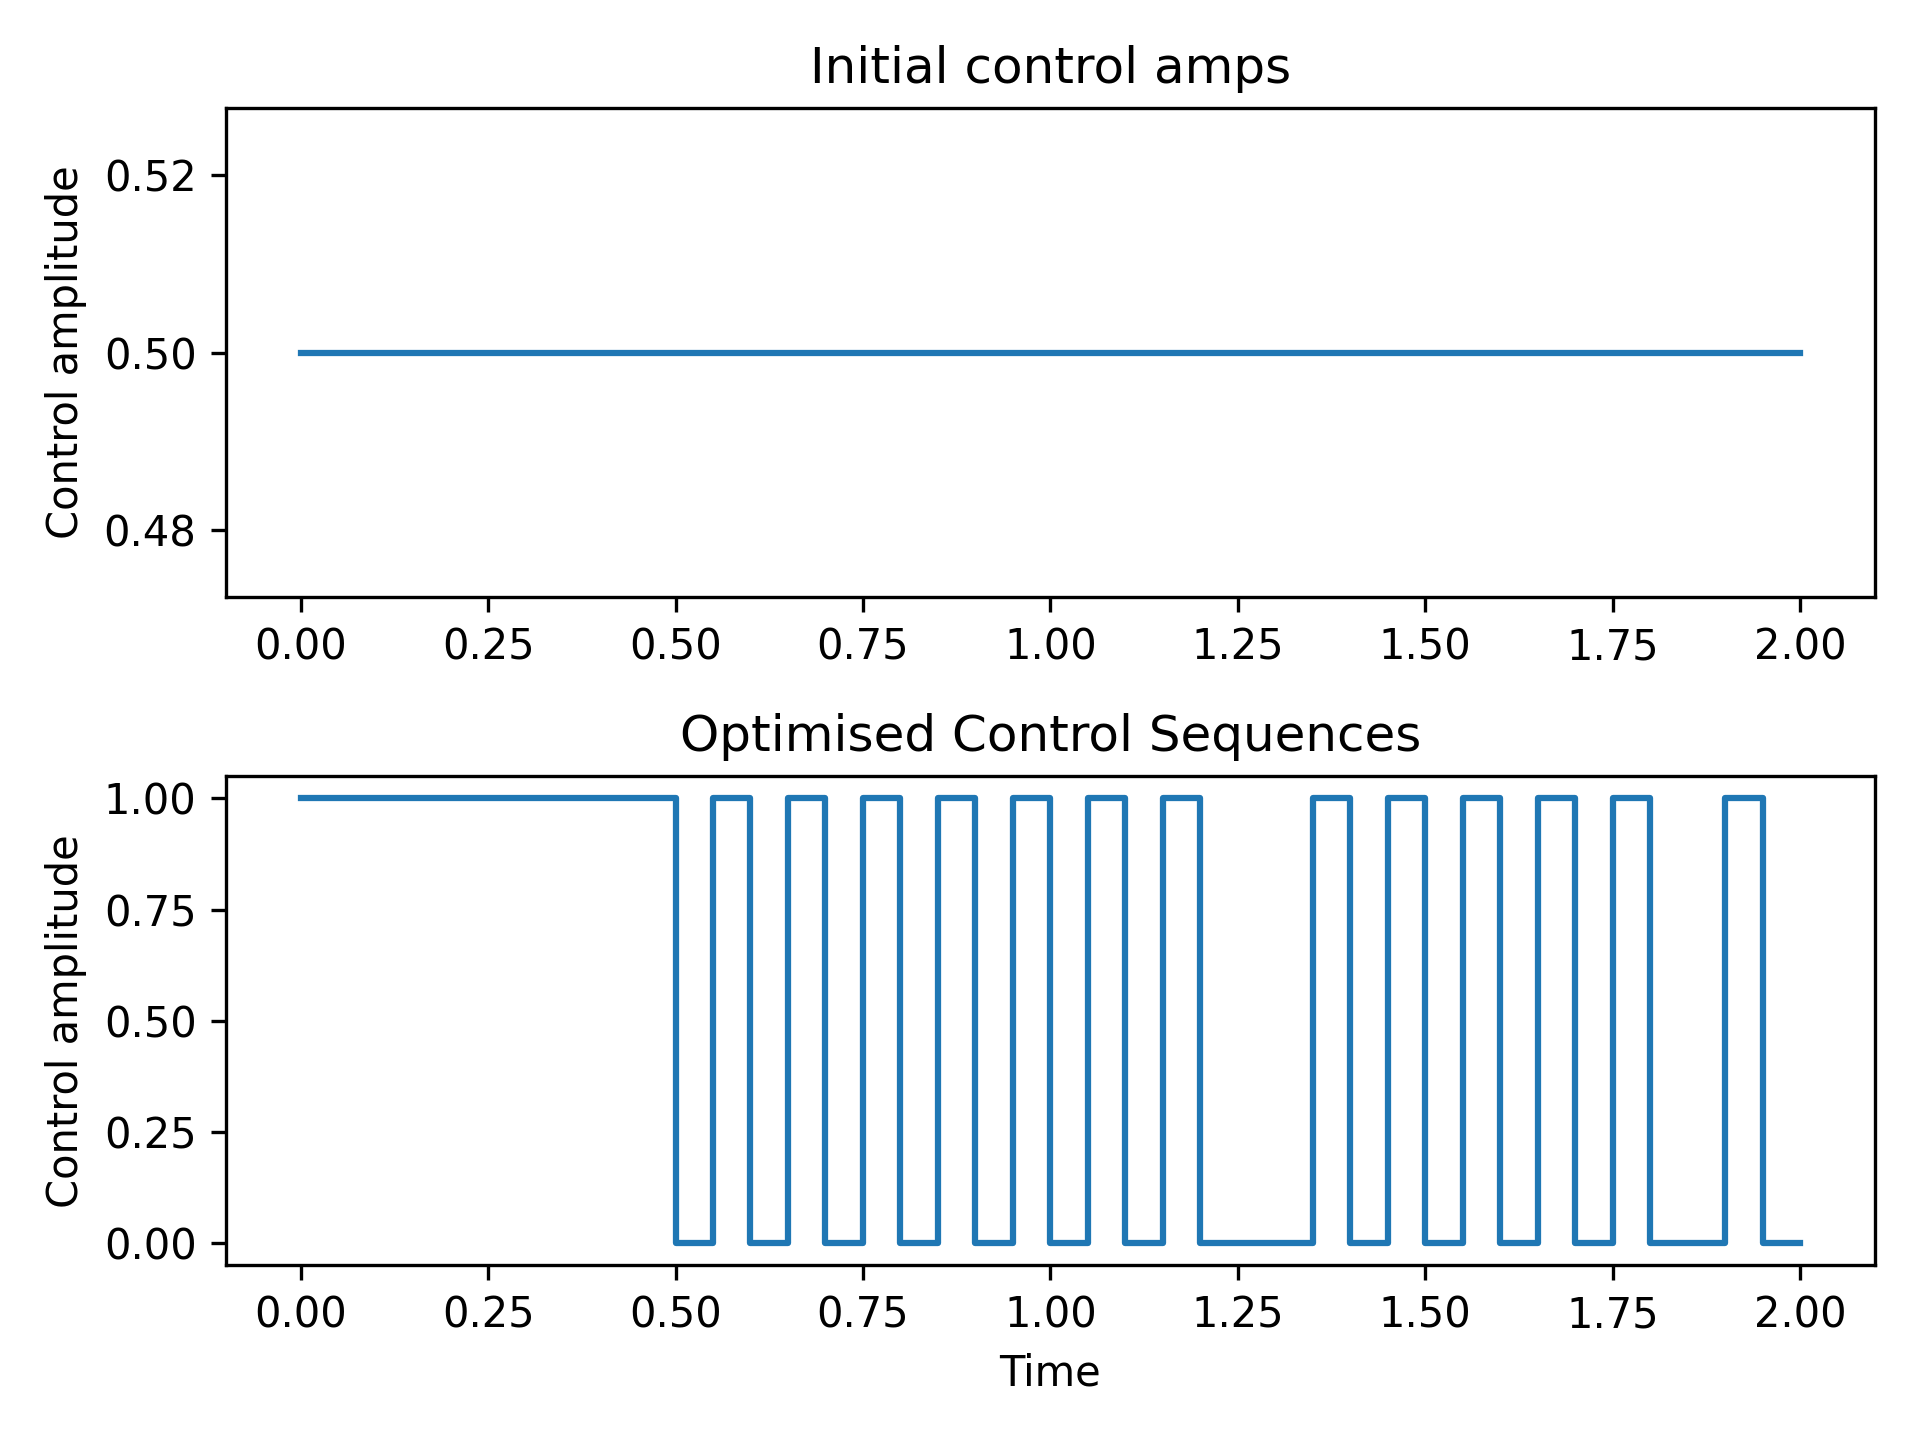 Initial control amps
Control amplitude
0.52
0.50
0.48
0.00 0.25 0.50 0.75 1.00 1.25 1.50 1.75 2.00
Optimised Control Sequences
Control amplitude
1.00
0.75
0.50
0.25
0.00
0.00 0.25 0.50 0.75 1.00 1.25 1.50 1.75 2.00
Time